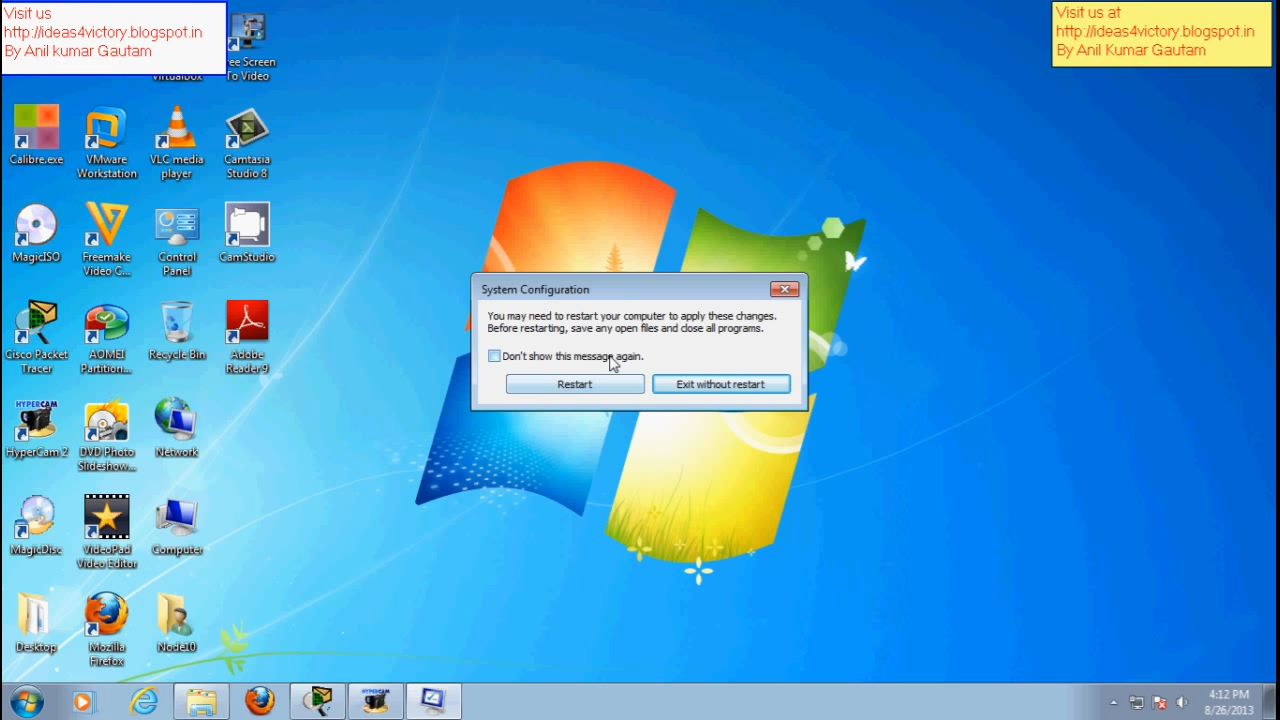 Visit us
http://ideas4victory.blogspot.in
By Anil kumar Gautam
Visit us at
http://ideas4victory.blogspot.in
By Anil Kumar Gautam
VirtualBox
ree Screen
To Video
Calibre.exe
VMware
Workstation
VLC media
player
Camtasia
Studio 8
MagicISO
Freemake
Video C...
Control
Panel
CamStudio
Cisco Packet
Tracer
AOMEI
Partition...
Recycle Bin
Adobe
Reader 9
HYPERCAM
HyperCam 2
DVD Photo
Slideshow...
Network
MagicDisc
VideoPad
Video Editor
Computer
Desktop
Mozilla
Firefox
Node10
System Configuration
You may need to restart your computer to apply these changes.
Before restarting, save any open files and close all programs.
Don't show this message again.
Restart
Exit without restart
HYPERCAM
4:12 PM
8/26/2013